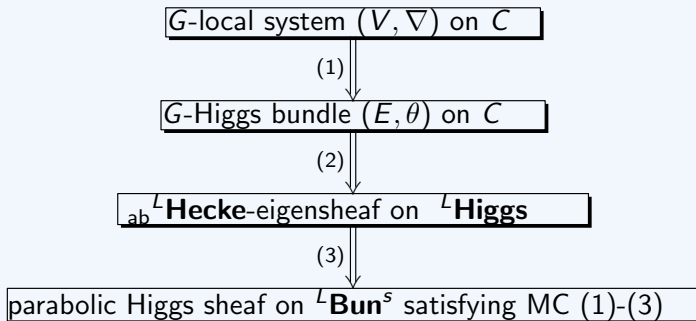 G-local system (V, ∇) on C
(1)
G-Higgs bundle (E, θ) on C
(2)
ab^LHecke-eigensheaf on ^LHiggs
(3)
parabolic Higgs sheaf on ^LBun^s satisfying MC (1)-(3)